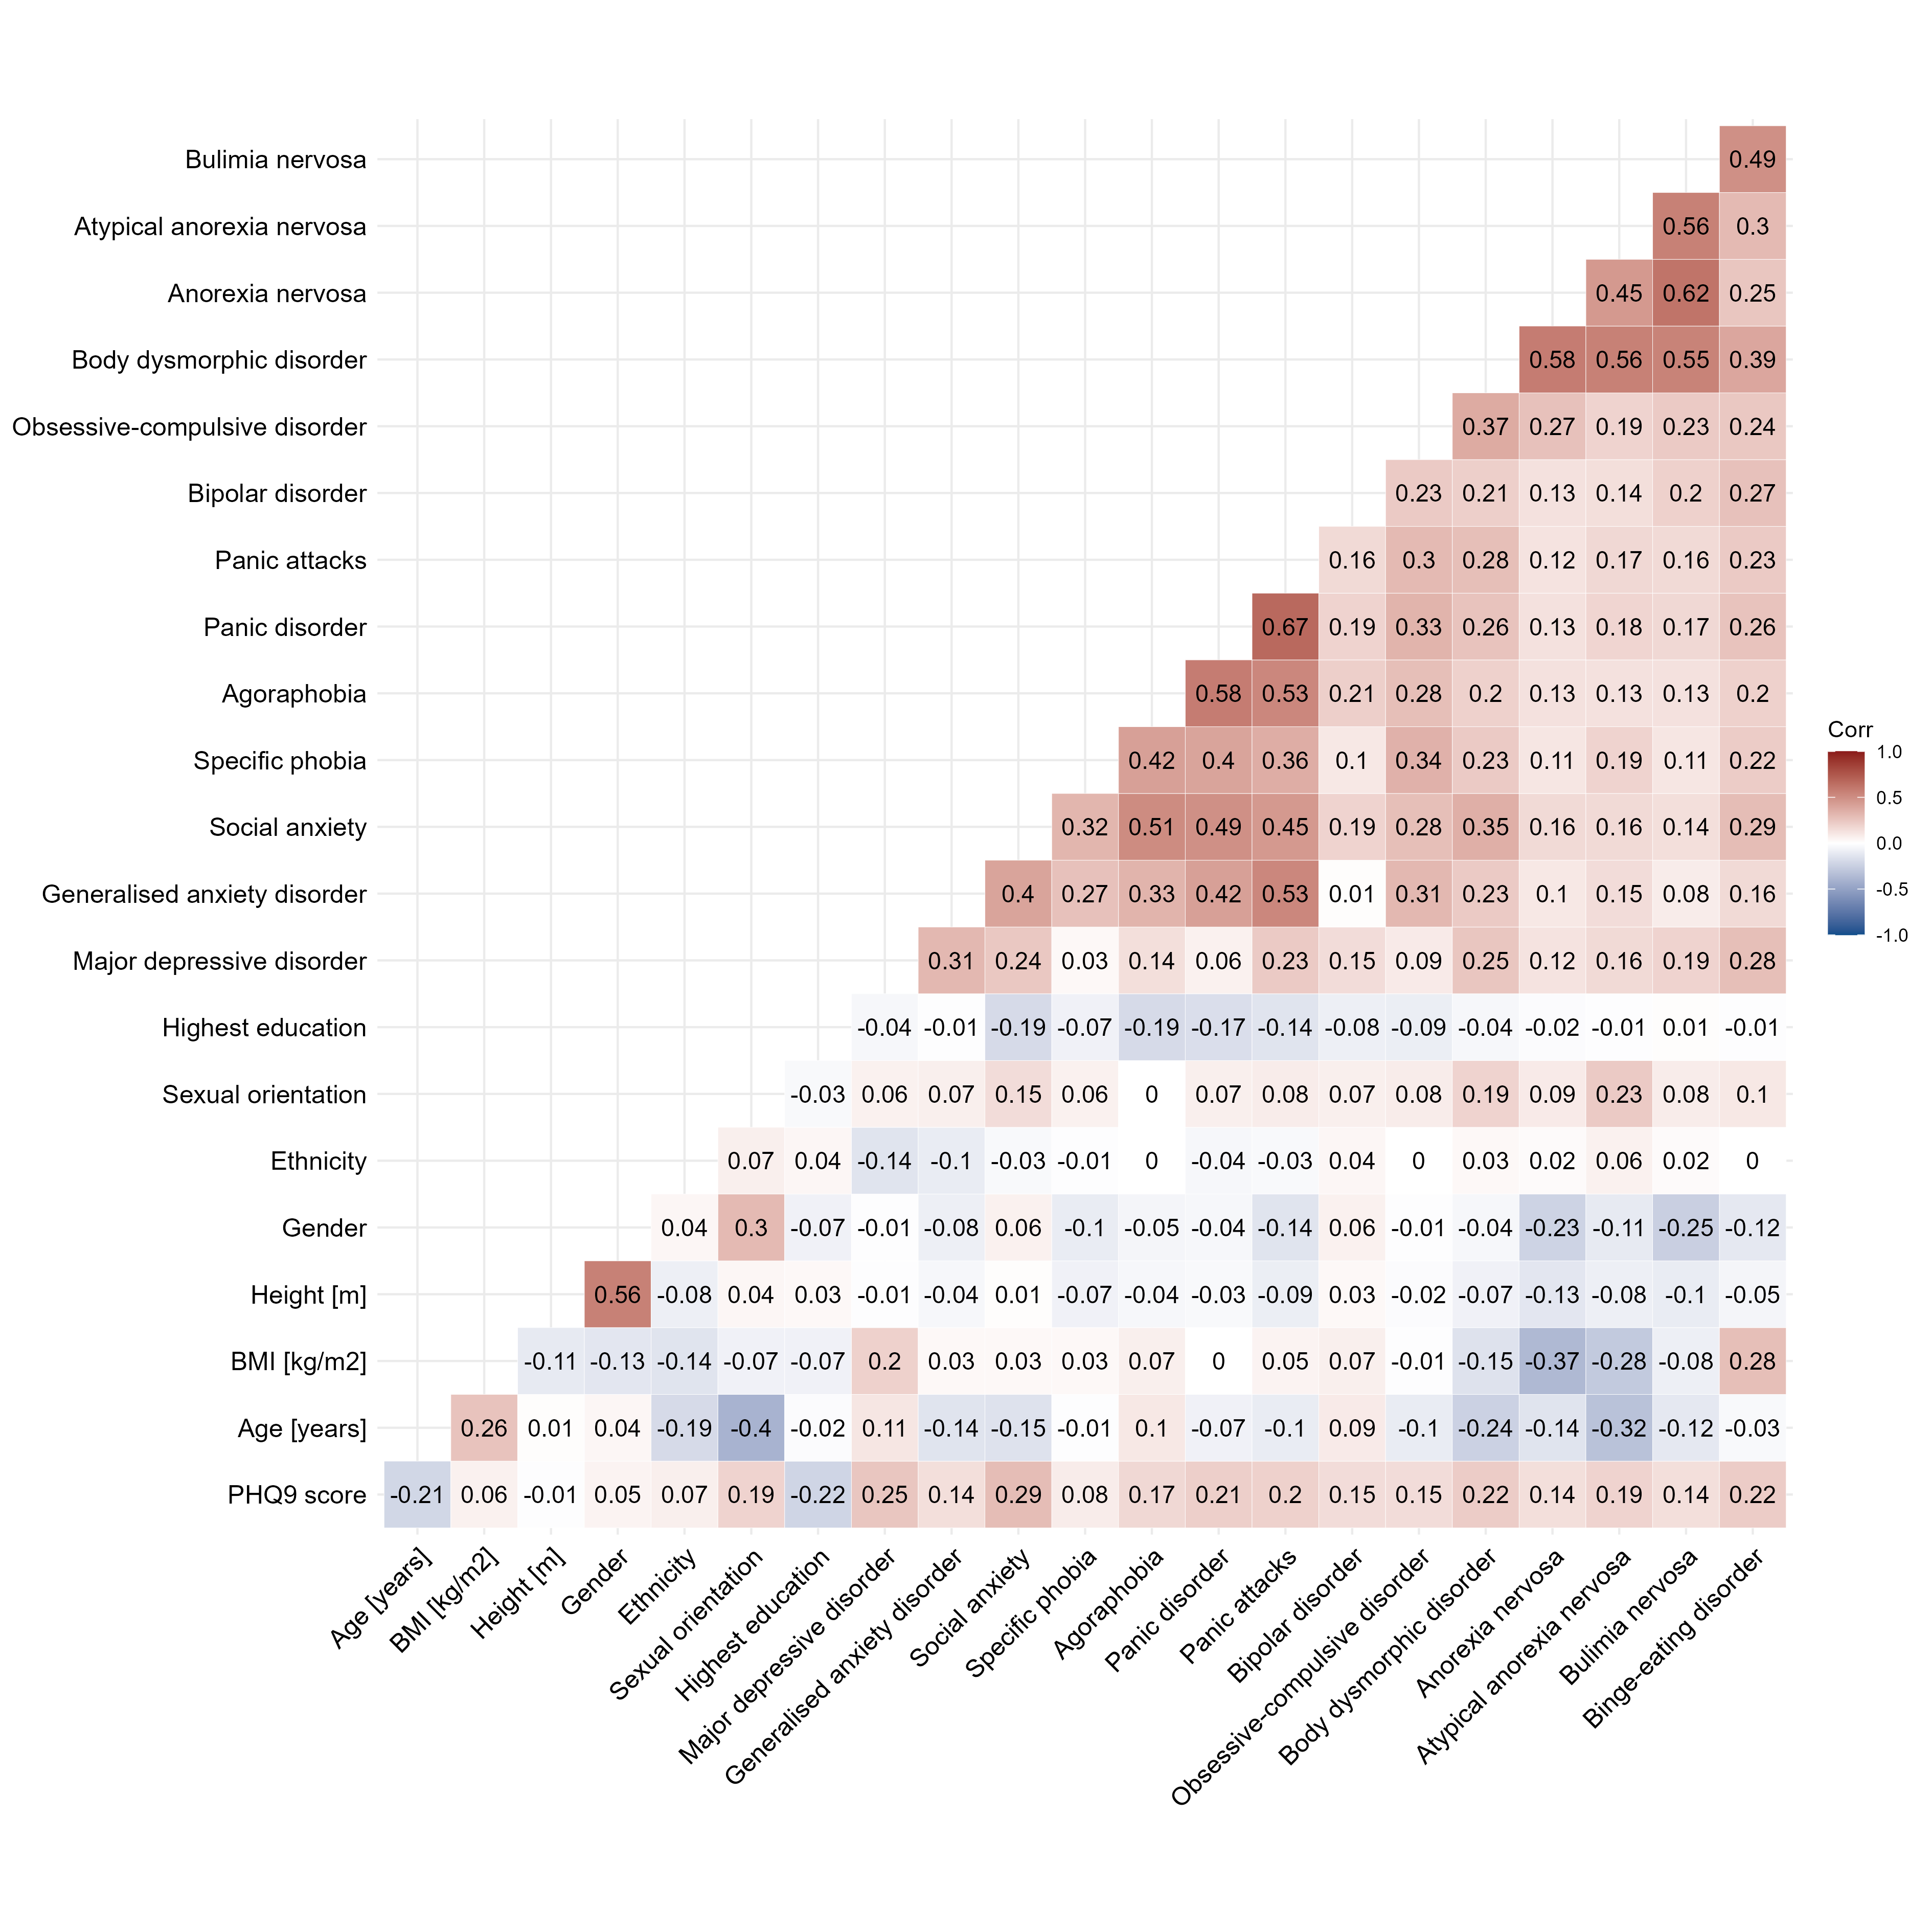 Bulimia nervosa 0.49
Atypical anorexia nervosa 0.56 0.3
Anorexia nervosa 0.45 0.62 0.25
Body dysmorphic disorder 0.58 0.56 0.55 0.39
Obsessive-compulsive disorder 0.37 0.27 0.19 0.23 0.24
Bipolar disorder 0.23 0.21 0.13 0.14 0.2 0.27
Panic attacks 0.16 0.3 0.28 0.12 0.17 0.16 0.23
Panic disorder 0.67 0.19 0.33 0.26 0.13 0.18 0.17 0.26
Agoraphobia 0.58 0.53 0.21 0.28 0.2 0.13 0.13 0.13 0.2
Specific phobia 0.42 0.4 0.36 0.1 0.34 0.23 0.11 0.19 0.11 0.22
Social anxiety 0.32 0.51 0.49 0.45 0.19 0.28 0.35 0.16 0.16 0.14 0.29
Generalised anxiety disorder 0.4 0.27 0.33 0.42 0.53 0.01 0.31 0.23 0.1 0.15 0.08 0.16
Major depressive disorder 0.31 0.24 0.03 0.14 0.06 0.23 0.15 0.09 0.25 0.12 0.16 0.19 0.28
Highest education -0.04 -0.01 -0.19 -0.07 -0.19 -0.17 -0.14 -0.08 -0.09 -0.04 -0.02 -0.01 0.01 -0.01
Sexual orientation -0.03 0.06 0.07 0.15 0.06 0 0.07 0.08 0.07 0.08 0.19 0.09 0.23 0.08 0.1
Ethnicity 0.07 0.04 -0.14 -0.1 -0.03 -0.01 0 -0.04 -0.03 0.04 0 0.03 0.02 0.06 0.02 0
Gender 0.04 0.3 -0.07 -0.01 -0.08 0.06 -0.1 -0.05 -0.04 -0.14 0.06 -0.01 -0.04 -0.23 -0.11 -0.25 -0.12
Height [m] 0.56 -0.08 0.04 0.03 -0.01 -0.04 0.01 -0.07 -0.04 -0.03 -0.09 0.03 -0.02 -0.07 -0.13 -0.08 -0.1 -0.05
BMI [kg/m2] -0.11 -0.13 -0.14 -0.07 -0.07 0.2 0.03 0.03 0.03 0.07 0 0.05 0.07 -0.01 -0.15 -0.37 -0.28 -0.08 0.28
Age [years] 0.26 0.01 0.04 -0.19 -0.4 -0.02 0.11 -0.14 -0.15 -0.01 0.1 -0.07 -0.1 0.09 -0.1 -0.24 -0.14 -0.32 -0.12 -0.03
PHQ9 score -0.21 0.06 -0.01 0.05 0.07 0.19 -0.22 0.25 0.14 0.29 0.08 0.17 0.21 0.2 0.15 0.15 0.22 0.14 0.19 0.14 0.22
Age [years]
BMI [kg/m2]
Height [m]
Gender
Ethnicity
Sexual orientation
Highest education
Major depressive disorder
Generalised anxiety disorder
Social anxiety
Specific phobia
Agoraphobia
Panic disorder
Panic attacks
Bipolar disorder
Obsessive-compulsive disorder
Body dysmorphic disorder
Anorexia nervosa
Atypical anorexia nervosa
Bulimia nervosa
Binge-eating disorder
Corr
1.0
0.5
0.0
-0.5
-1.0